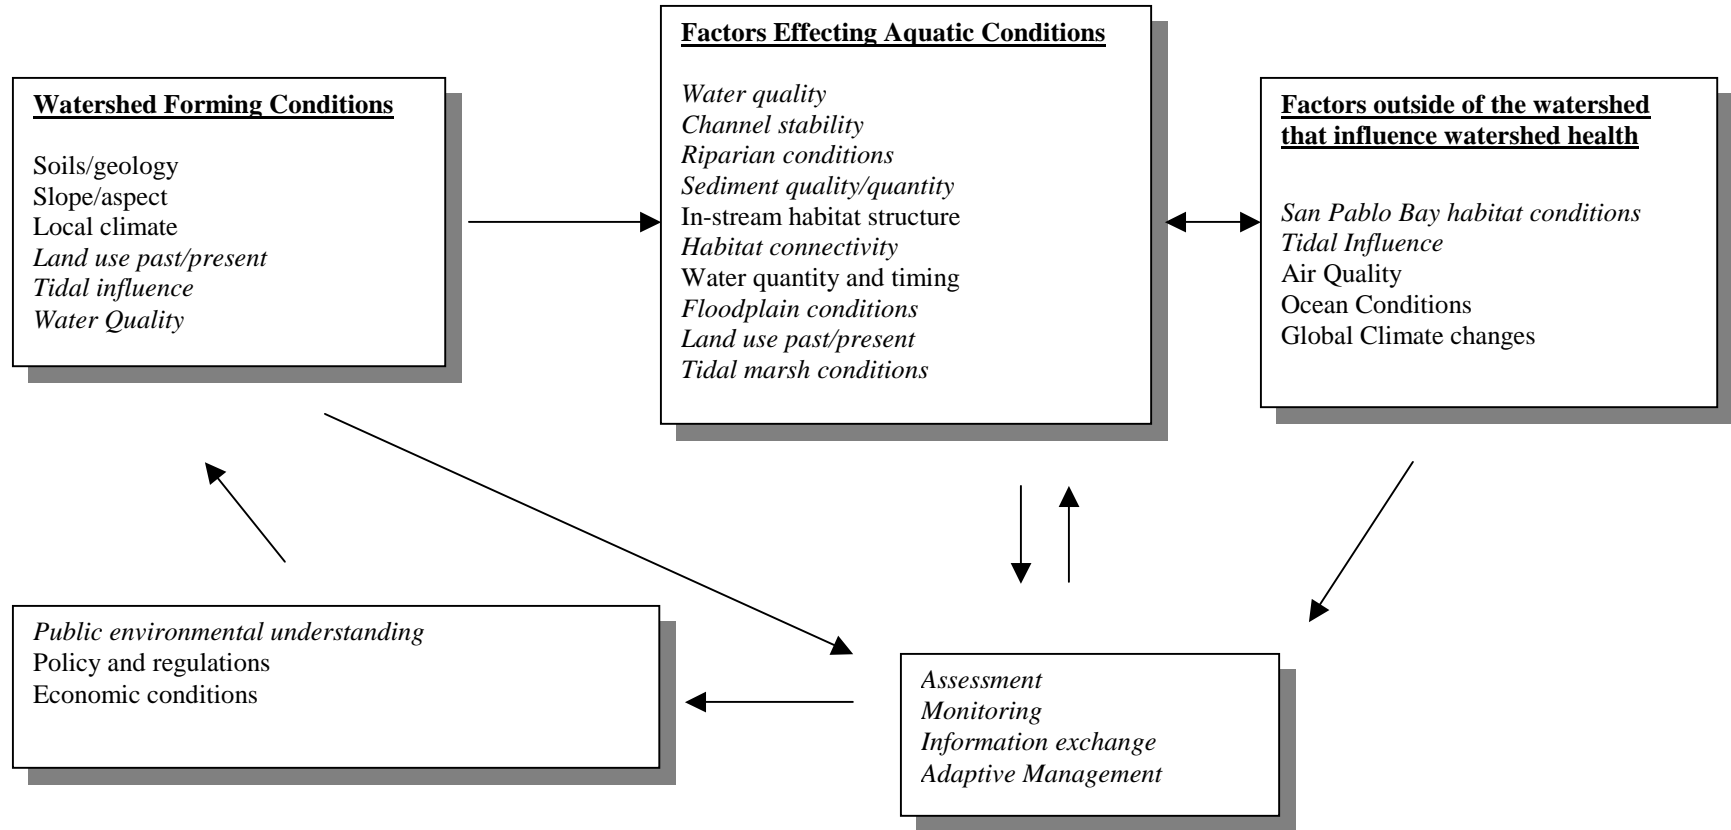 Watershed Forming Conditions
Soils/geology
Slope/aspect
Local climate
Land use past/present
Tidal influence
Water Quality
Factors Effecting Aquatic Conditions
Water quality
Channel stability
Riparian conditions
Sediment quality/quantity
In-stream habitat structure
Habitat connectivity
Water quantity and timing
Floodplain conditions
Land use past/present
Tidal marsh conditions
Factors outside of the watershed
that influence watershed health
San Pablo Bay habitat conditions
Tidal Influence
Air Quality
Ocean Conditions
Global Climate changes
Public environmental understanding
Policy and regulations
Economic conditions
Assessment
Monitoring
Information exchange
Adaptive Management